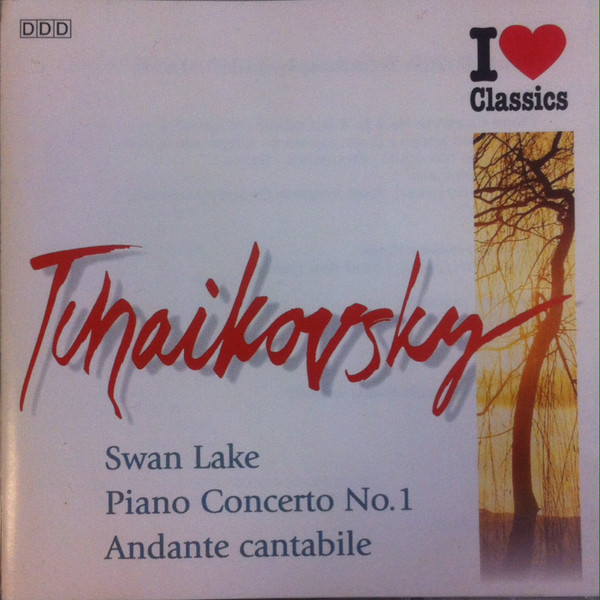 DDD
I ❤
Classics
Tchaikovsky
Swan Lake
Piano Concerto No.1
Andante cantabile